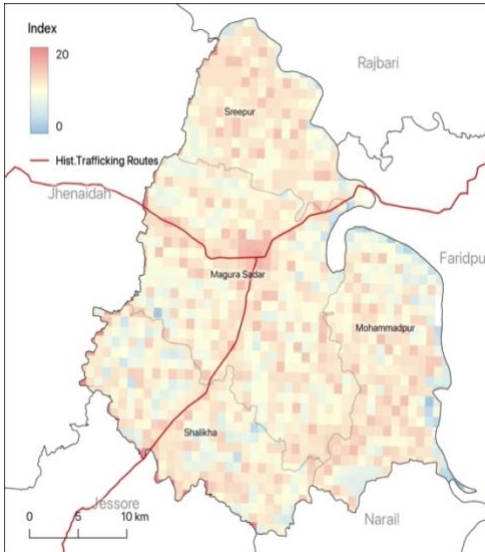 Index
20
0
Hist.Trafficking Routes
Rajbari
Sreepur
Jhenaidah
Magura Sadar
Faridpu
Mohammadpur
Shalikha
Jessore
Narail
0 5 10 km